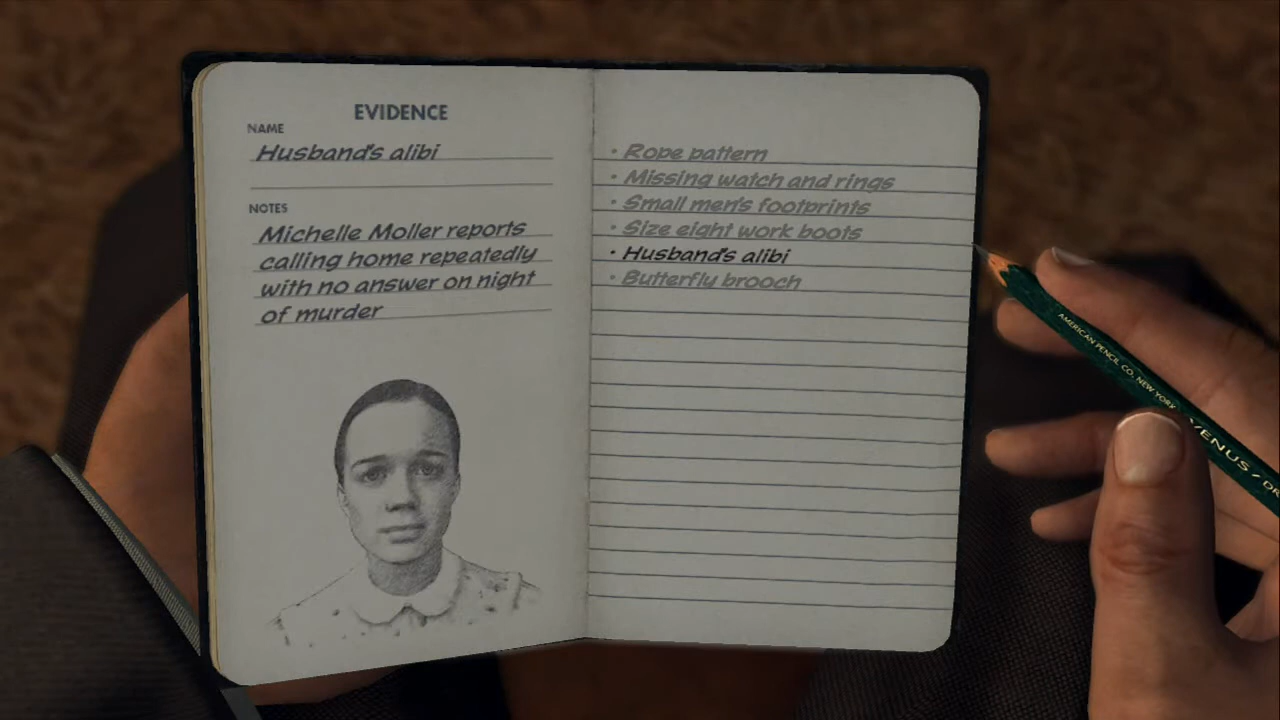 EVIDENCE
NAME
Husband's alibi
NOTES
Michelle Moller reports
calling home repeatedly
with no answer on night
of murder
• Rope pattern
• Missing watch and rings
• Small men's footprints
• Size eight work boots
• Husband's alibi
• Butterfly brooch
AMERICAN PENCIL CO. NEW YORK
VENUS / DR